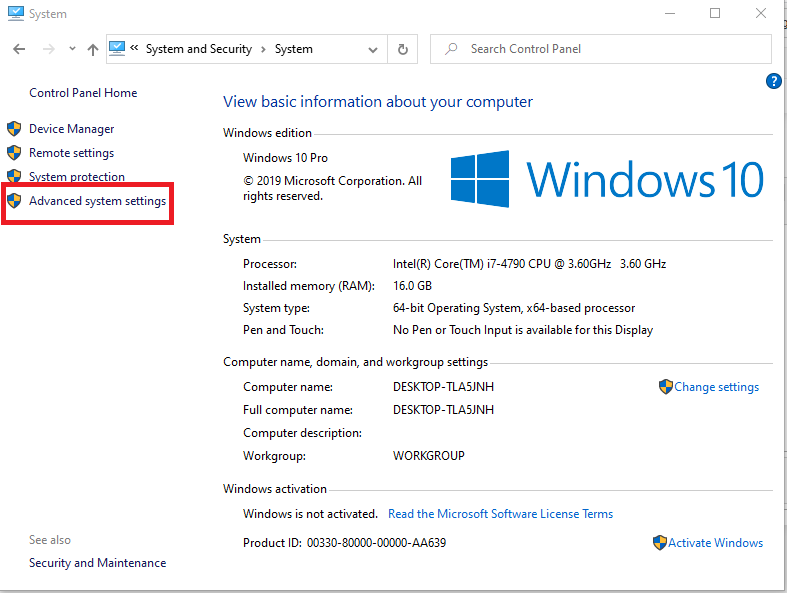 System
« System and Security › System
Search Control Panel
?
Control Panel Home
Device Manager
Remote settings
System protection
Advanced system settings
View basic information about your computer
Windows edition
Windows 10 Pro
© 2019 Microsoft Corporation. All
rights reserved.
Windows 10
System
Processor: Intel(R) Core(TM) i7-4790 CPU @ 3.60GHz 3.60 GHz
Installed memory (RAM): 16.0 GB
System type: 64-bit Operating System, x64-based processor
Pen and Touch: No Pen or Touch Input is available for this Display
Computer name, domain, and workgroup settings
Computer name: DESKTOP-TLA5JNH
Change settings
Full computer name: DESKTOP-TLA5JNH
Computer description:
Workgroup: WORKGROUP
Windows activation
Windows is not activated. Read the Microsoft Software License Terms
Product ID: 00330-80000-00000-AA639
Activate Windows
See also
Security and Maintenance